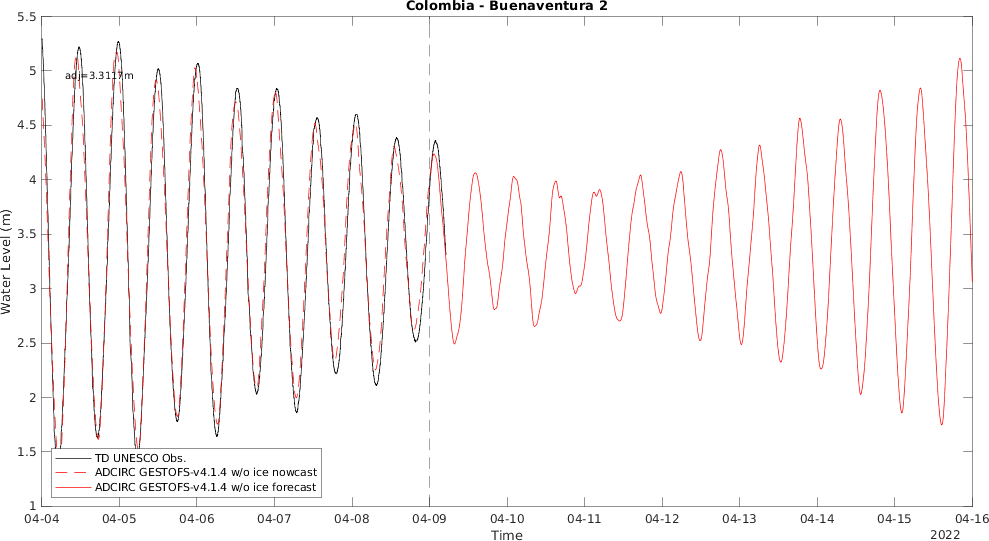 Colombia - Buenaventura 2
5.5
5
4.5
4
3.5
3
2.5
2
1.5
1
Water Level (m)
adj=3.3117m
TD UNESCO Obs.
ADCIRC GESTOFS-v4.1.4 w/o ice nowcast
ADCIRC GESTOFS-v4.1.4 w/o ice forecast
04-04 04-05 04-06 04-07 04-08 04-09 04-10 04-11 04-12 04-13 04-14 04-15 04-16
Time
2022